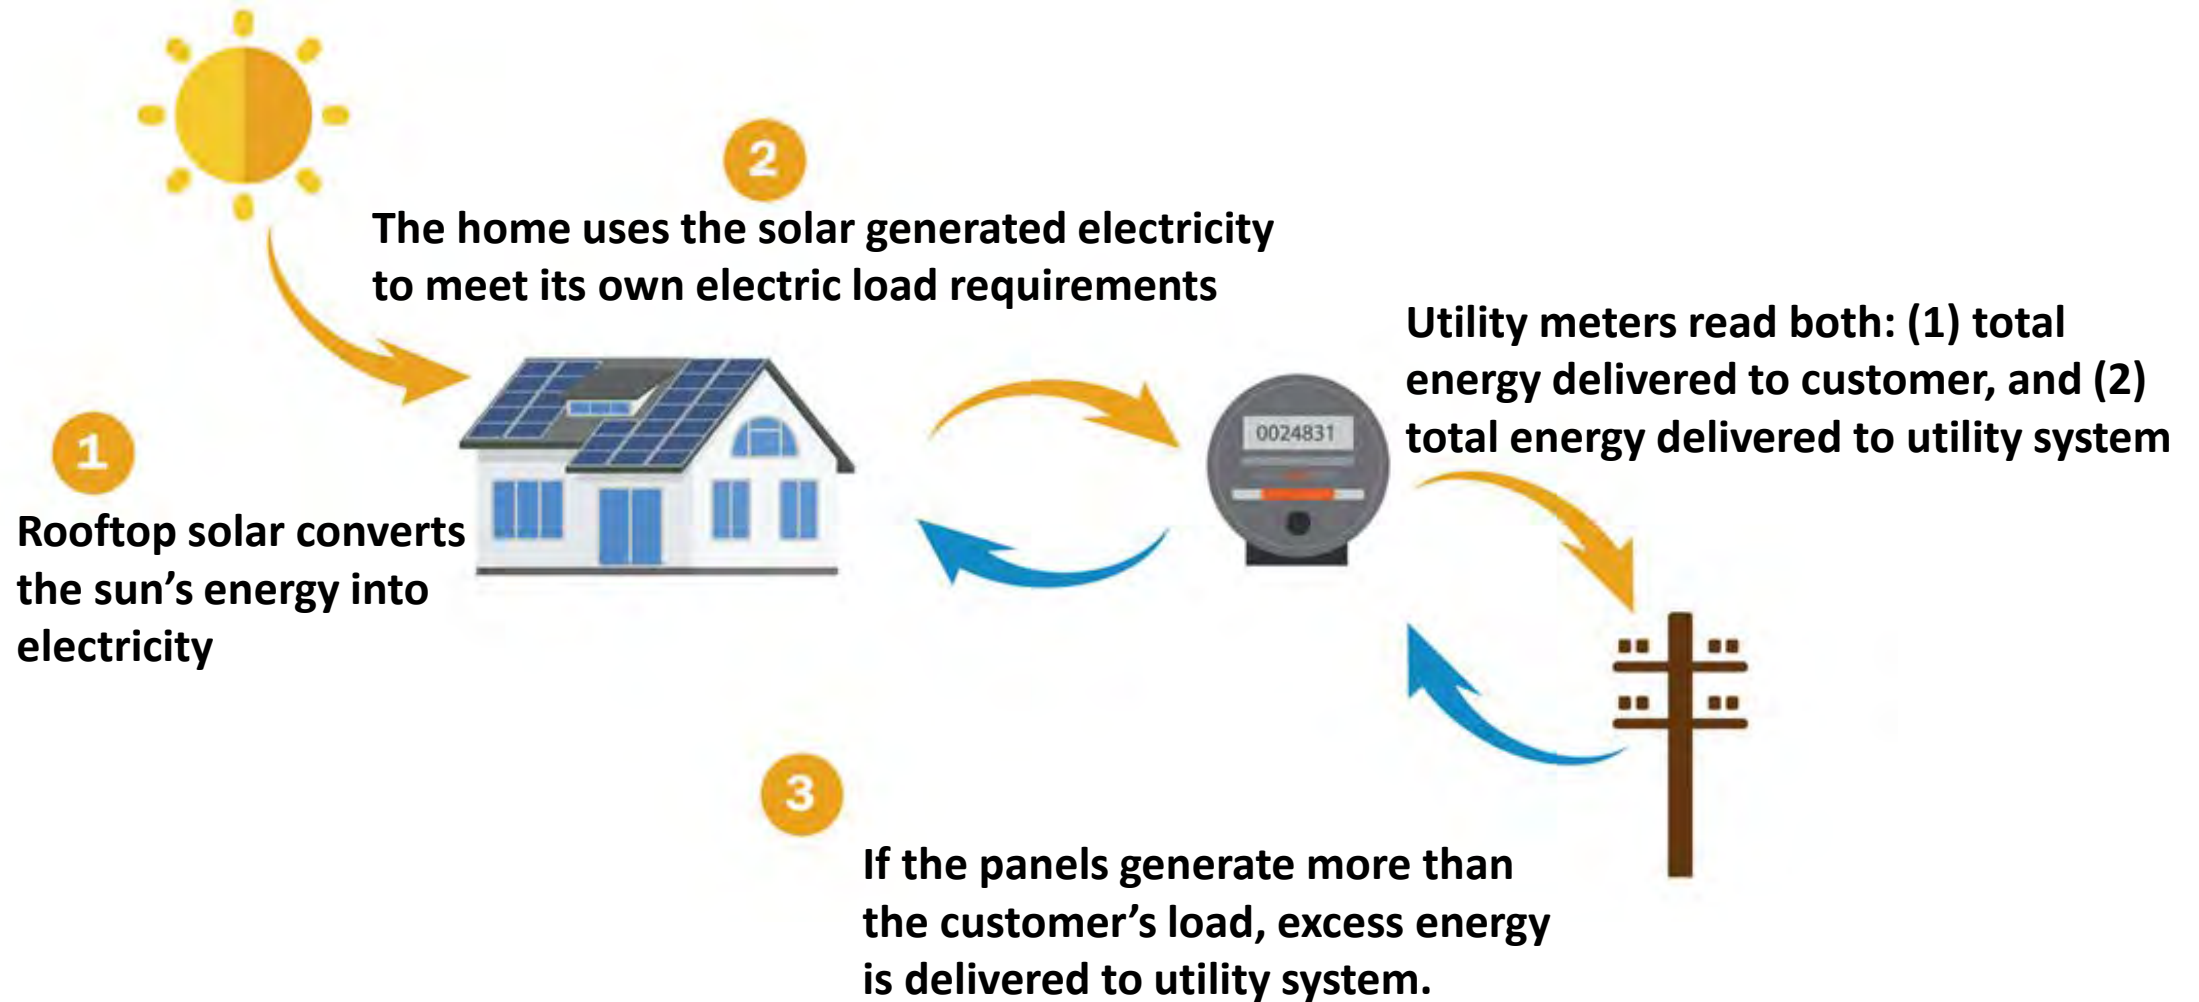 1
Rooftop solar converts
the sun’s energy into
electricity
2
The home uses the solar generated electricity
to meet its own electric load requirements
0024831
Utility meters read both: (1) total
energy delivered to customer, and (2)
total energy delivered to utility system
3
If the panels generate more than
the customer’s load, excess energy
is delivered to utility system.